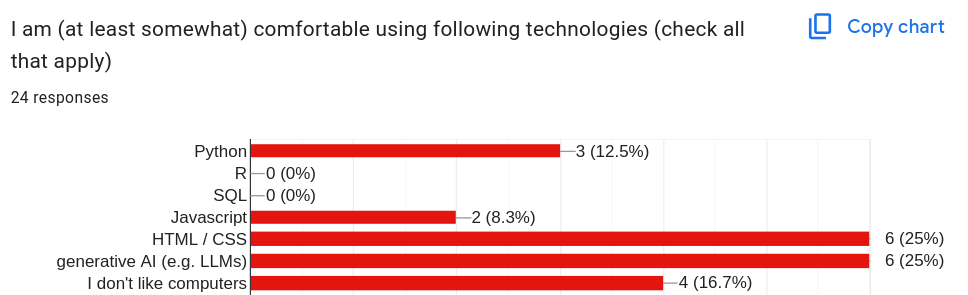 I am (at least somewhat) comfortable using following technologies (check all
that apply)
Copy chart
24 responses
Python 3 (12.5%)
R 0 (0%)
SQL 0 (0%)
Javascript 2 (8.3%)
HTML / CSS 6 (25%)
generative AI (e.g. LLMs) 6 (25%)
I don't like computers 4 (16.7%)